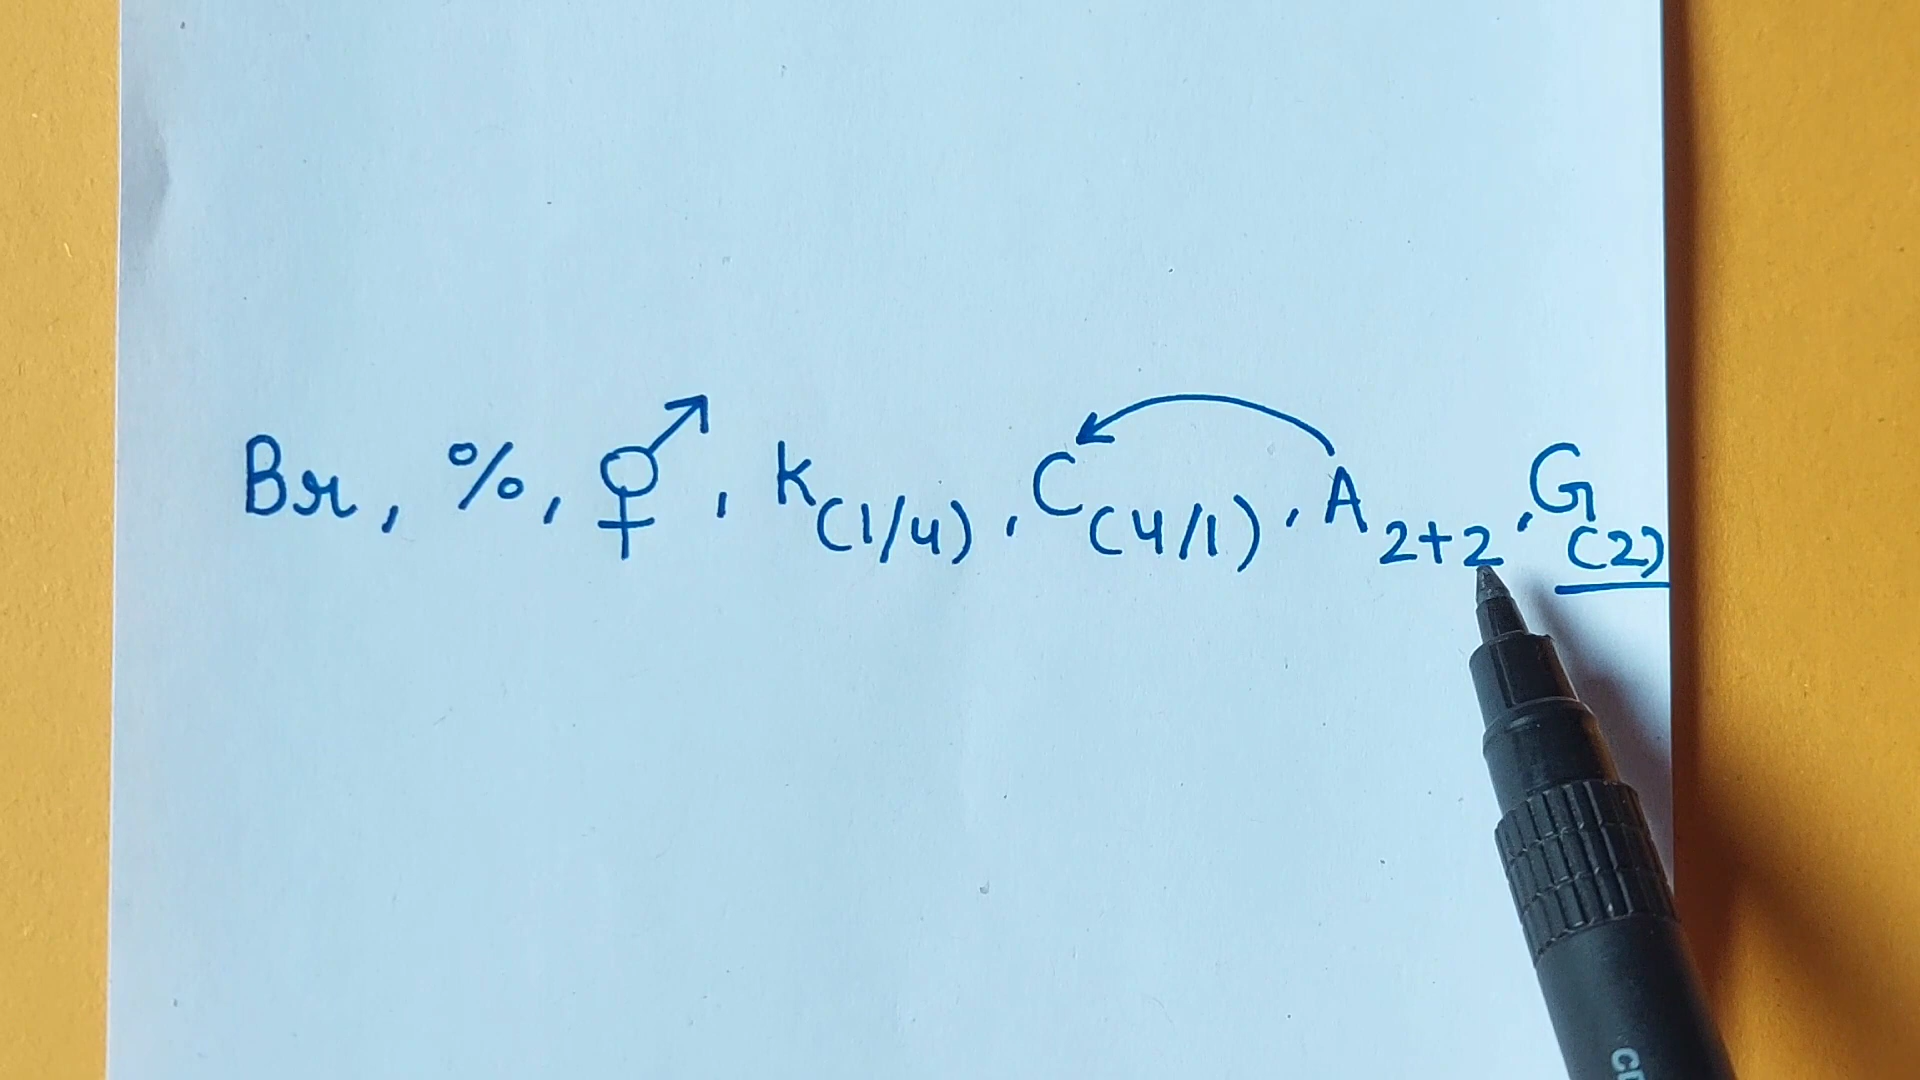 Br, %, ⚥, K(1/4), C(4/1), A2+2, G(2)